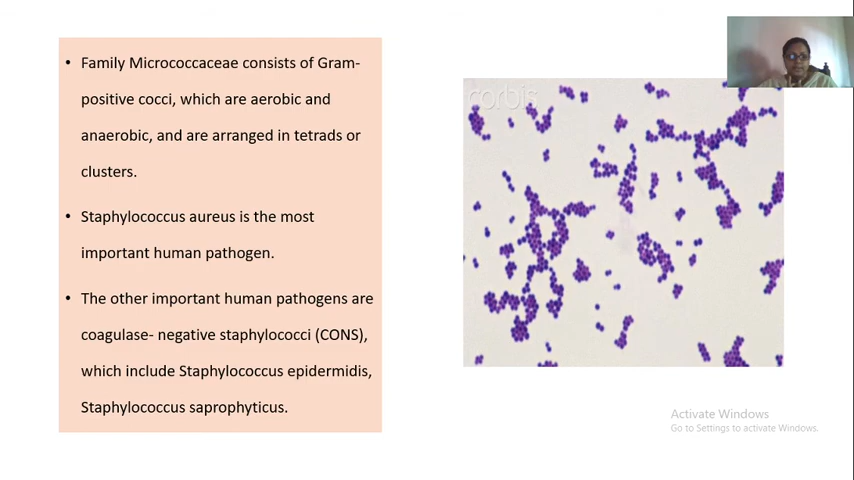 • Family Micrococcaceae consists of Gram-
positive cocci, which are aerobic and
anaerobic, and are arranged in tetrads or
clusters.
• Staphylococcus aureus is the most
important human pathogen.
• The other important human pathogens are
coagulase- negative staphylococci (CONS),
which include Staphylococcus epidermidis,
Staphylococcus saprophyticus.
corbis
Activate Windows
Go to Settings to activate Windows.